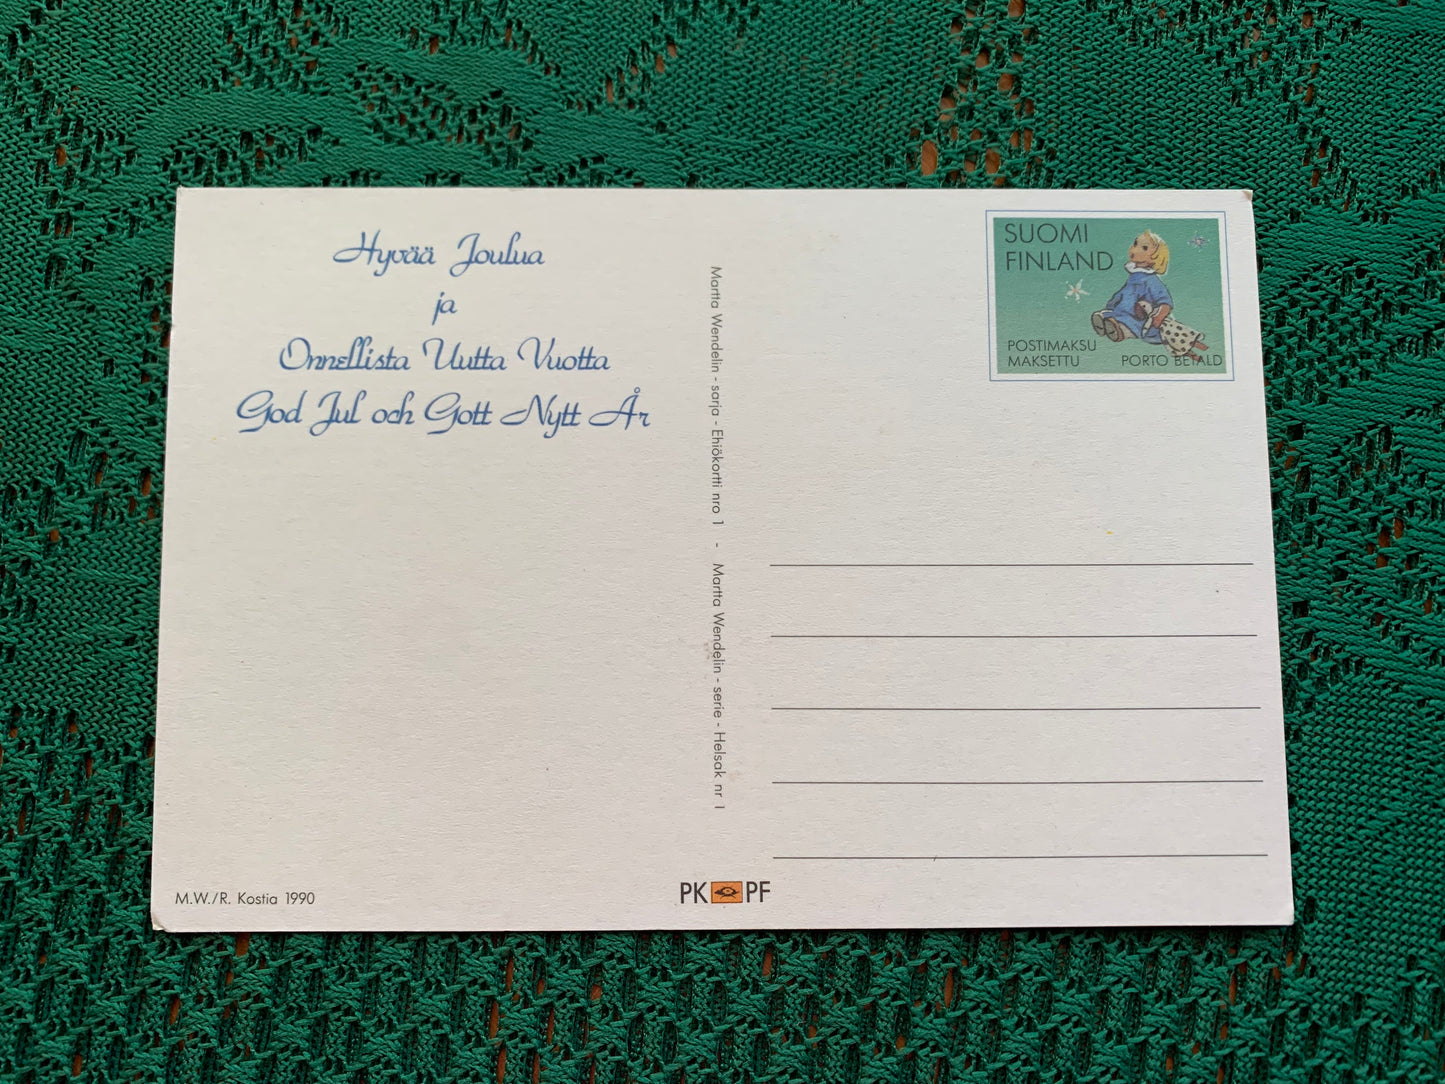 Hyvää Joulua
ja
Onnellista Uutta Vuotta
God Jul och Gott Nytt År
M.W./R. Kostia 1990
Martta Wendelin - sarja - Ehiökortti nro 1 - Martta Wendelin - serie - Helsak nr 1
PK PF
SUOMI
FINLAND
POSTIMAKSU
MAKSETTU PORTO BETALD